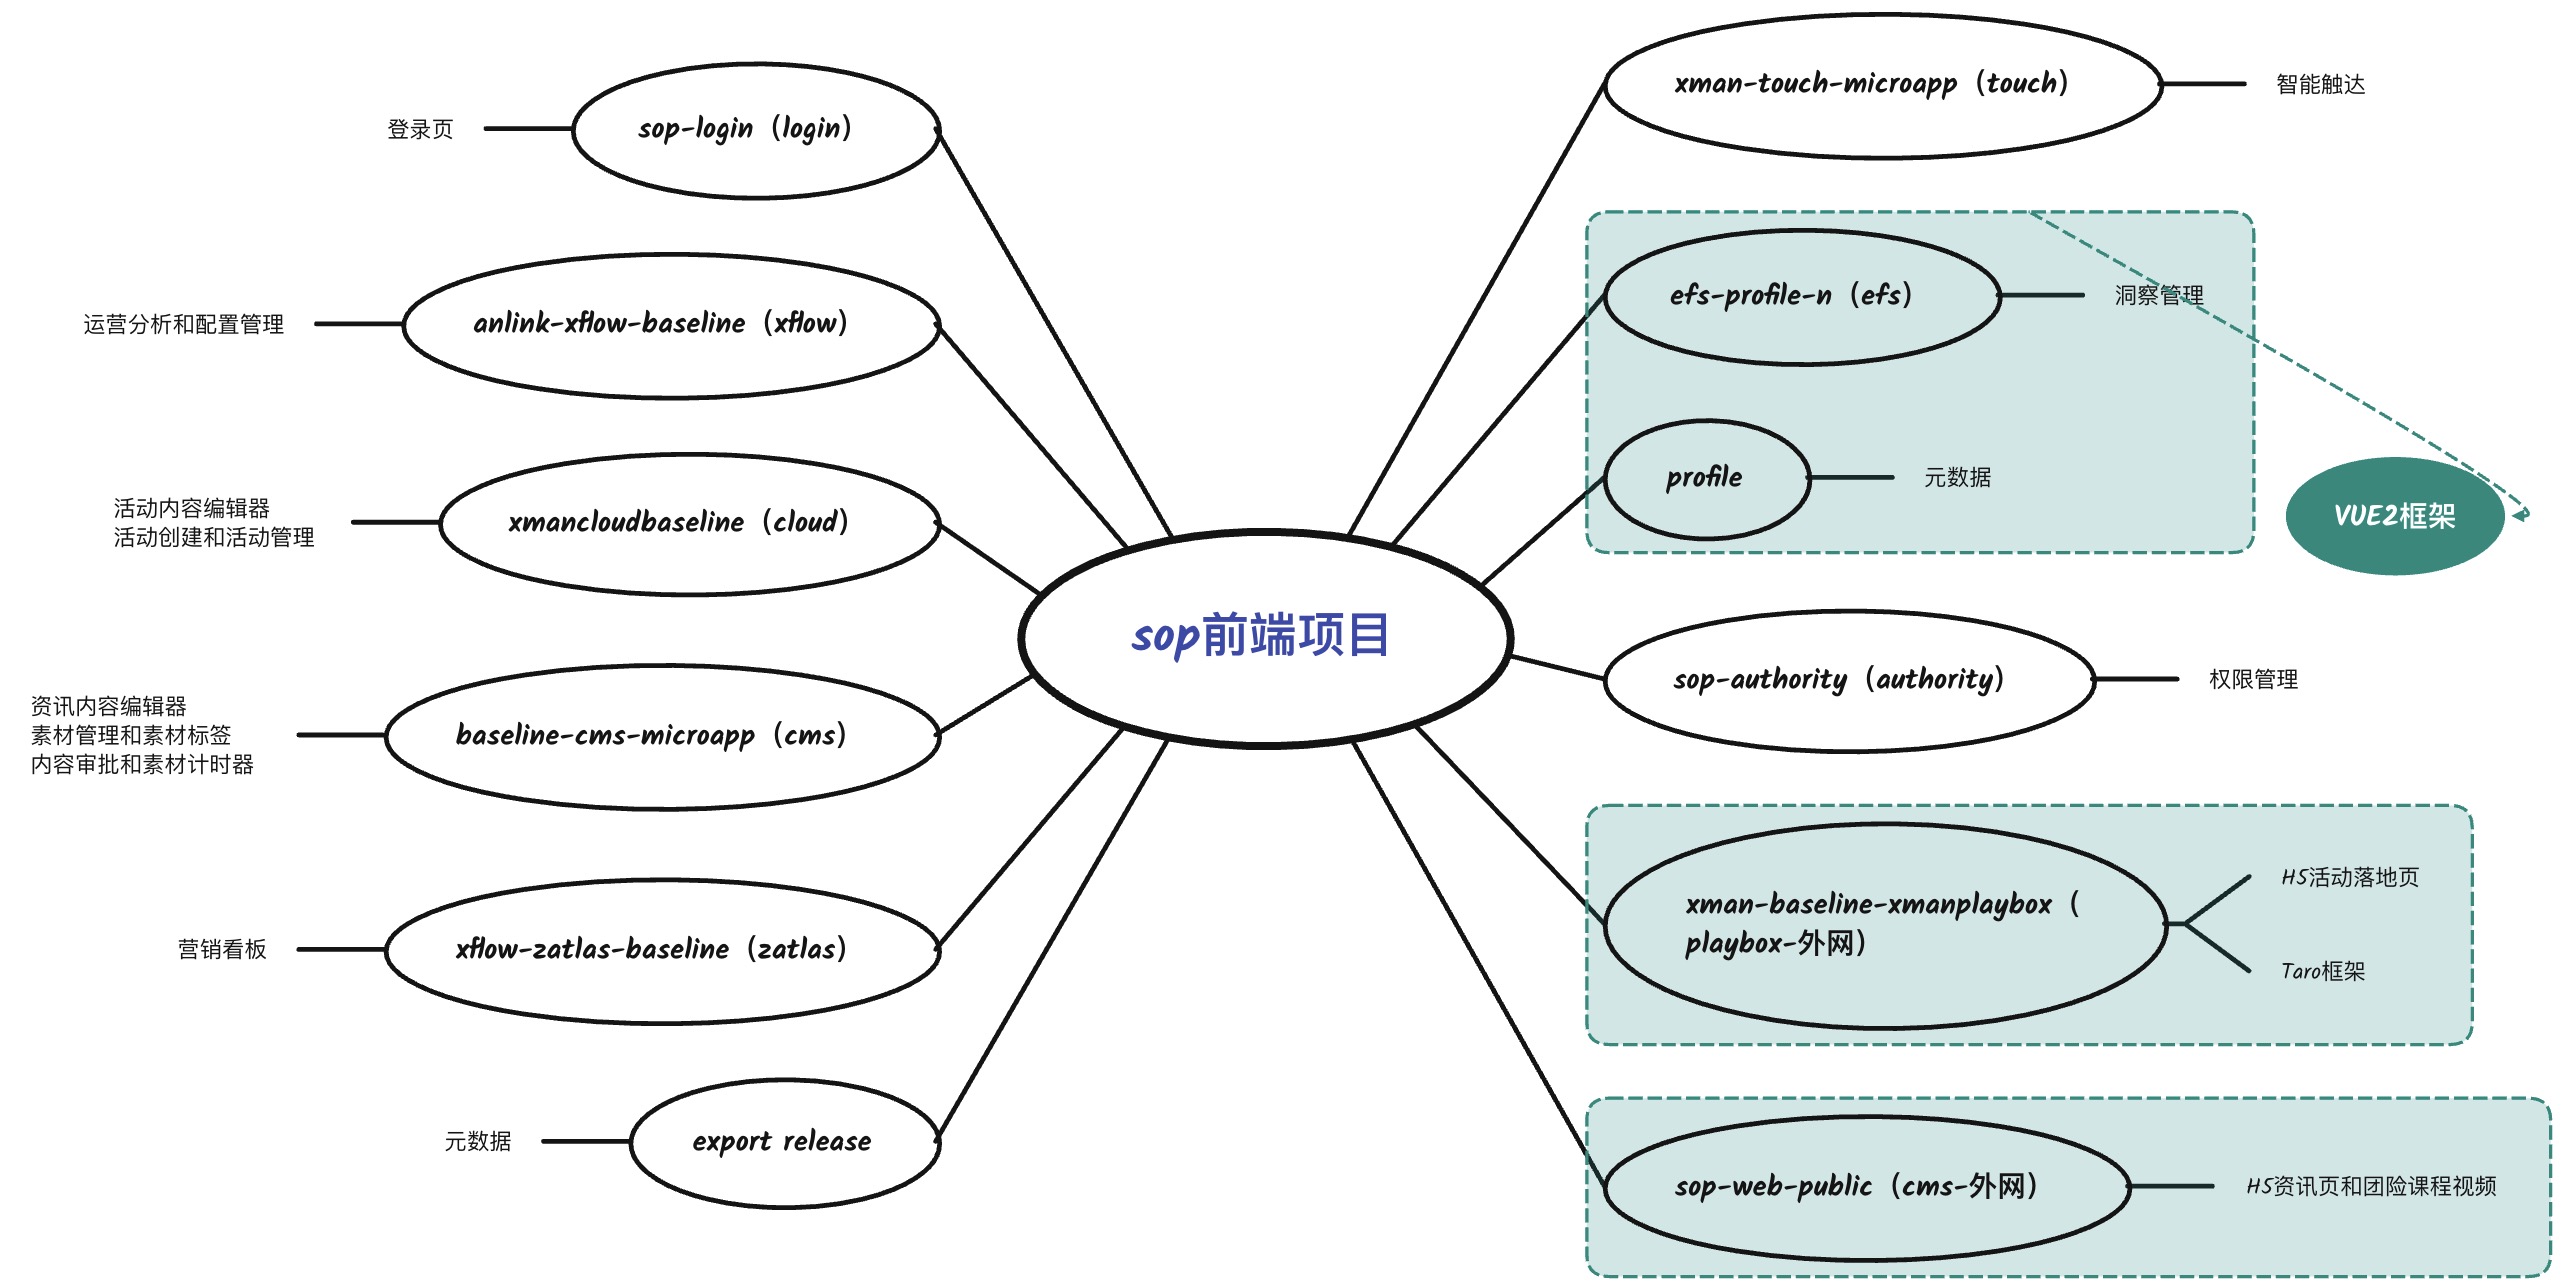 sop前端项目
xman-touch-microapp（touch）
智能触达
efs-profile-n（efs）
洞察管理
profile
元数据
VUE2框架
sop-authority（authority）
权限管理
xman-baseline-xmanplaybox（
playbox-外网）
H5活动落地页
Taro框架
sop-web-public（cms-外网）
H5资讯页和团险课程视频
sop-login（login）
登录页
anlink-xflow-baseline（xflow）
运营分析和配置管理
xmancloudbaseline（cloud）
活动内容编辑器
活动创建和活动管理
baseline-cms-microapp（cms）
资讯内容编辑器
素材管理和素材标签
内容审批和素材计时器
xflow-zatlas-baseline（zatlas）
营销看板
export release
元数据